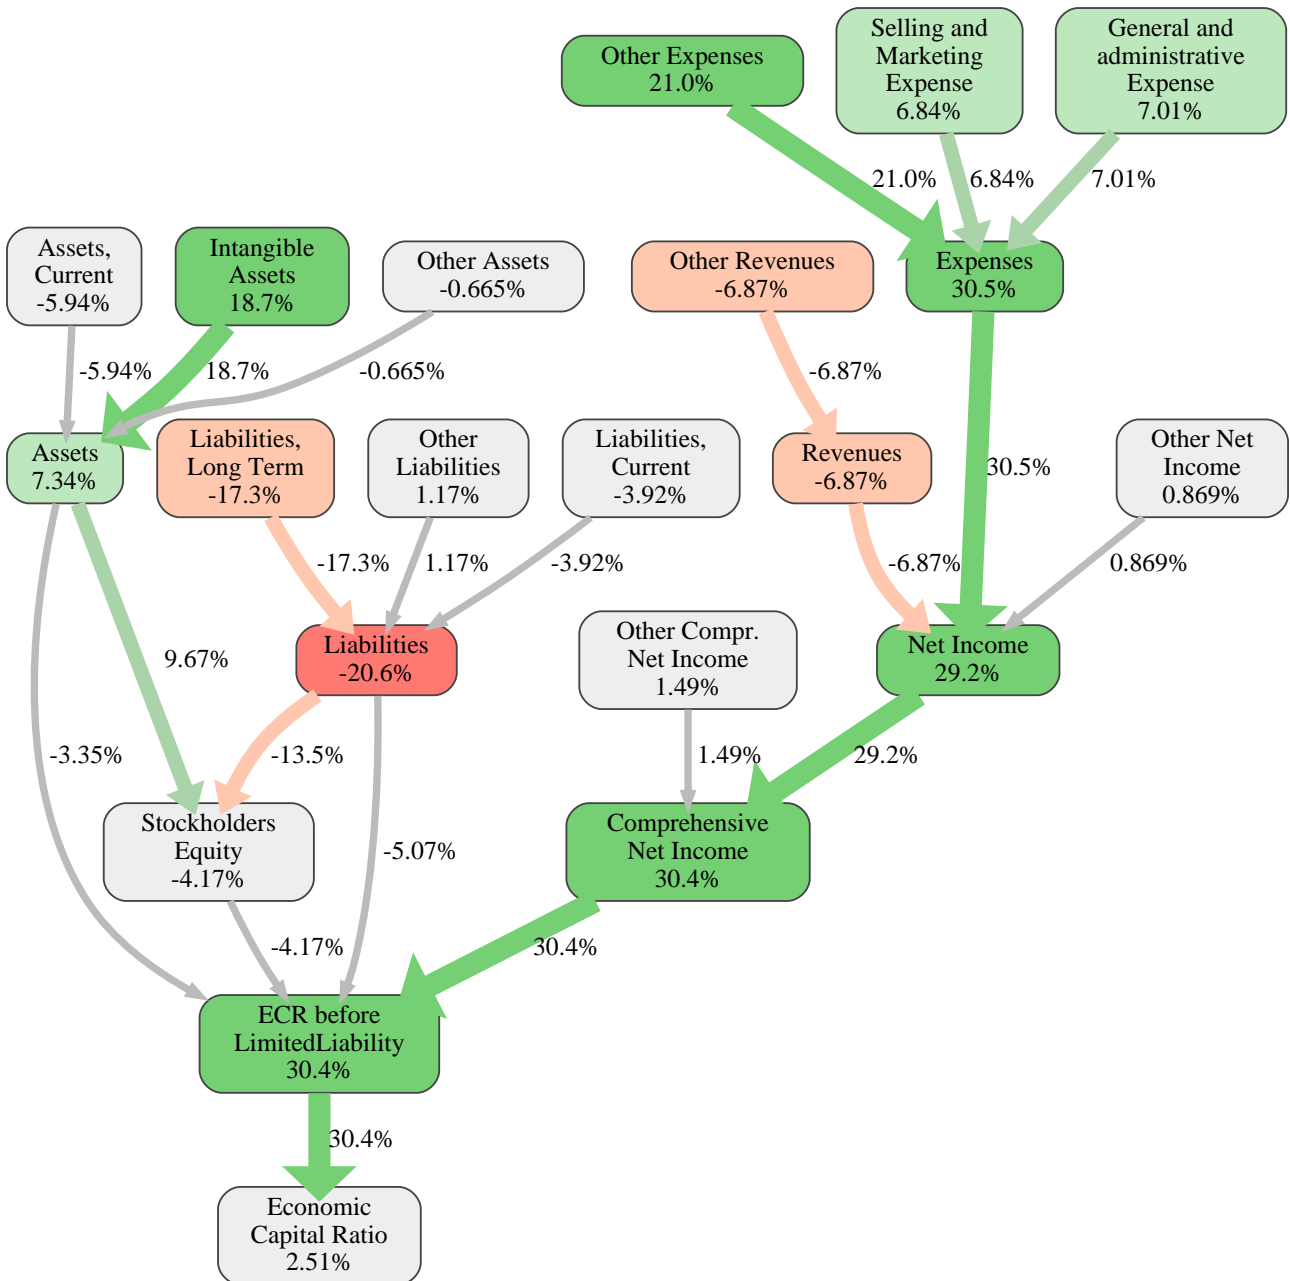 Other Expenses
21.0%
Selling and
Marketing
Expense
6.84%
General and
administrative
Expense
7.01%
21.0%
6.84%
7.01%
Assets,
Current
-5.94%
Intangible
Assets
18.7%
Other Assets
-0.665%
Other Revenues
-6.87%
Expenses
30.5%
-5.94%
18.7%
-0.665%
-6.87%
Assets
7.34%
Liabilities,
Long Term
-17.3%
Other
Liabilities
1.17%
Liabilities,
Current
-3.92%
Revenues
-6.87%
30.5%
Other Net
Income
0.869%
-17.3%
1.17%
-3.92%
-6.87%
0.869%
9.67%
Liabilities
-20.6%
Other Compr.
Net Income
1.49%
Net Income
29.2%
-3.35%
-13.5%
1.49%
29.2%
Stockholders
Equity
-4.17%
-5.07%
Comprehensive
Net Income
30.4%
-4.17%
30.4%
ECR before
LimitedLiability
30.4%
30.4%
Economic
Capital Ratio
2.51%